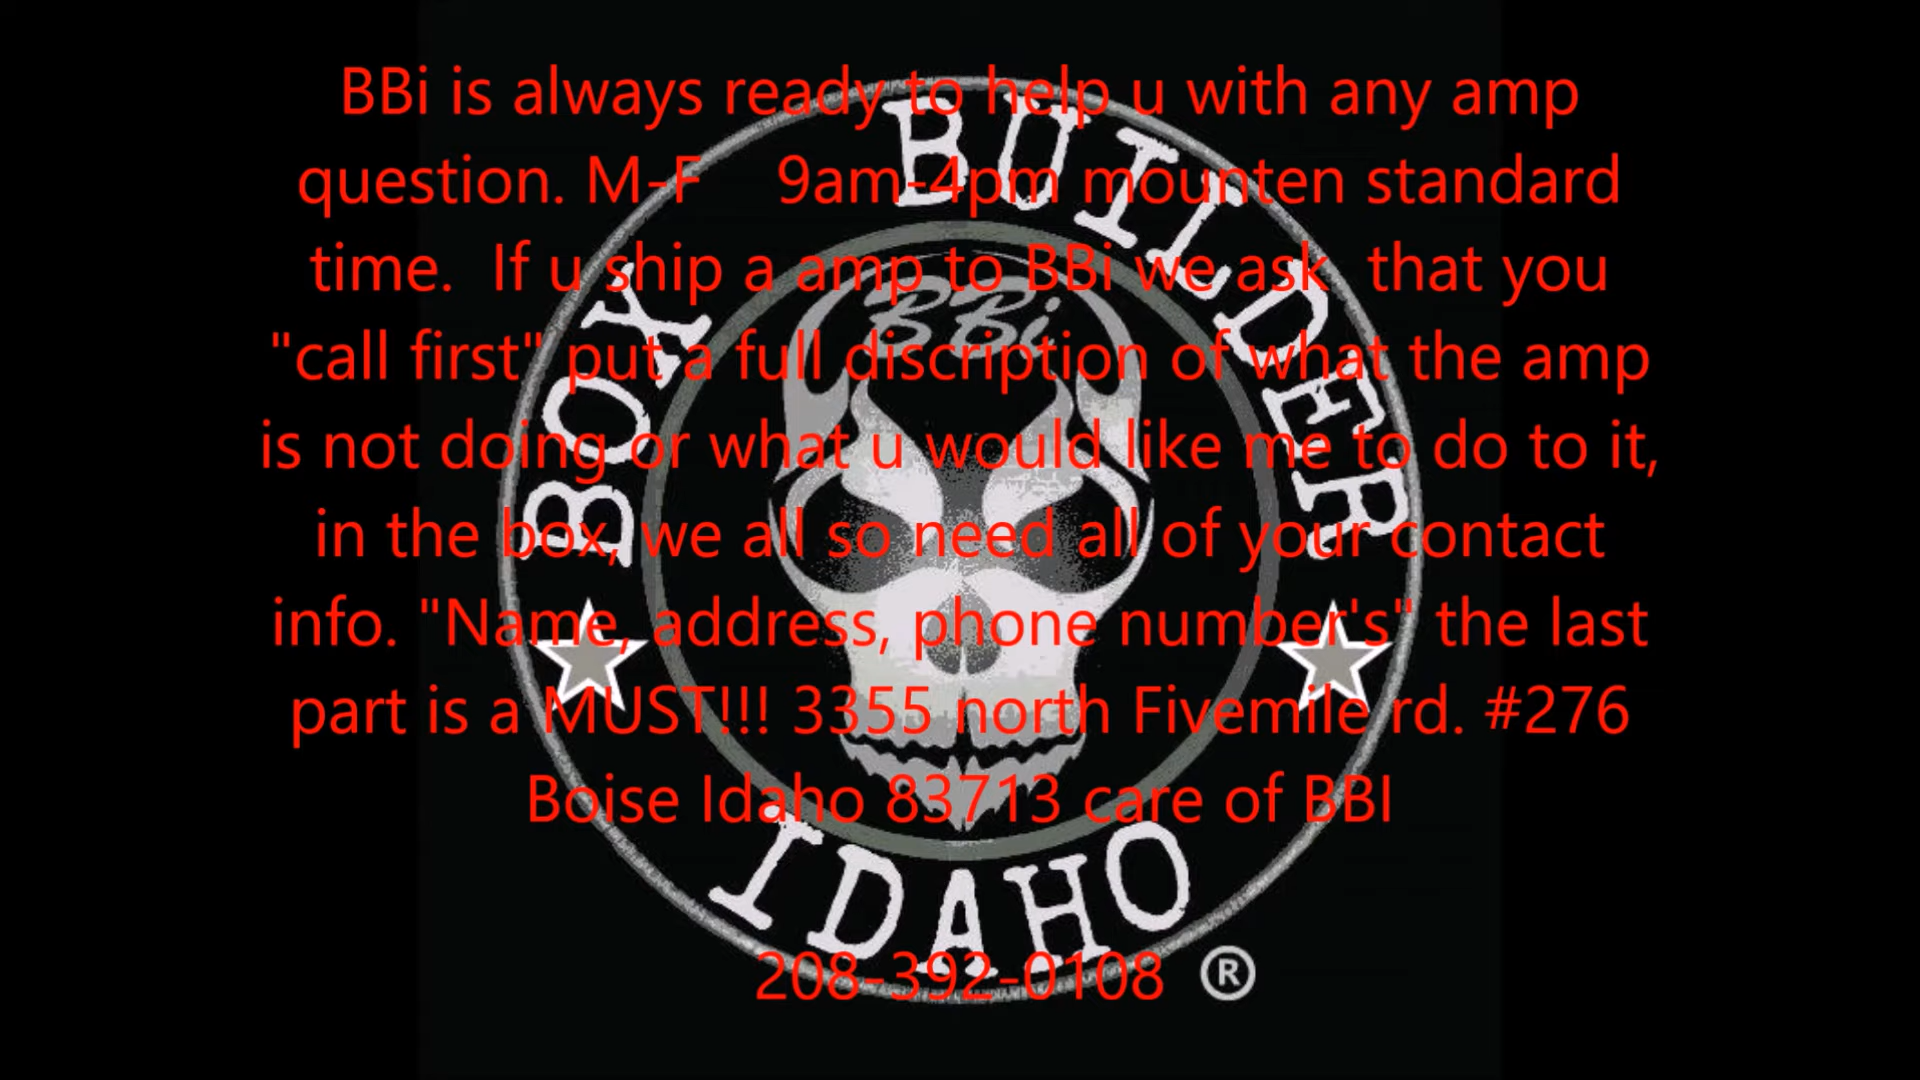 BBi is always ready to help u with any amp
question. M-F 9am-4pm mounten standard
time. If u ship a amp to BBi we ask that you
"call first" put a full discription of what the amp
is not doing or what u would like me to do to it,
in the box, we all so need all of your contact
info. "Name, address, phone number's" the last
part is a MUST!!! 3355 north Fivemile rd. #276
Boise Idaho 83713 care of BBI
208-392-0108
BOX BUILDER
BBi
IDAHO
®